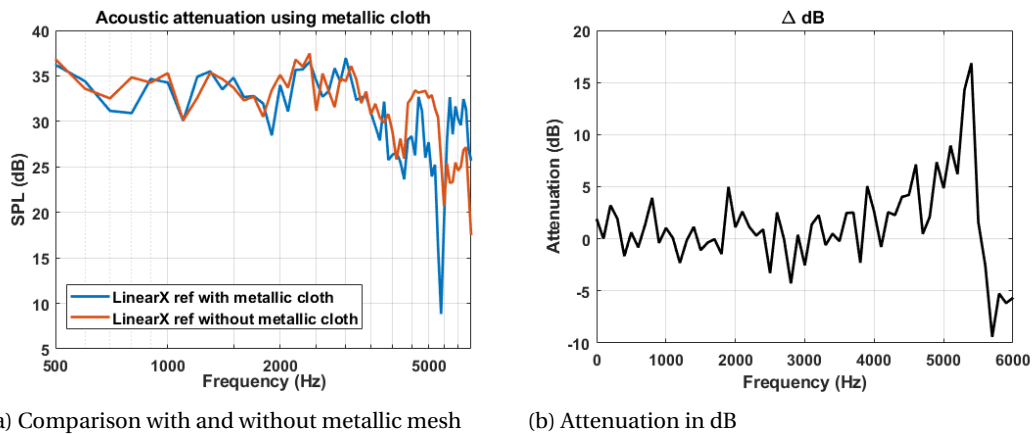 Acoustic attenuation using metallic cloth
40
35
30
25
20
15
10
5
SPL (dB)
500
1000
2000
5000
Frequency (Hz)
LinearX ref with metallic cloth
LinearX ref without metallic cloth
Δ dB
20
15
10
5
0
-5
-10
Attenuation (dB)
0
1000
2000
3000
4000
5000
6000
Frequency (Hz)
a) Comparison with and without metallic mesh
(b) Attenuation in dB